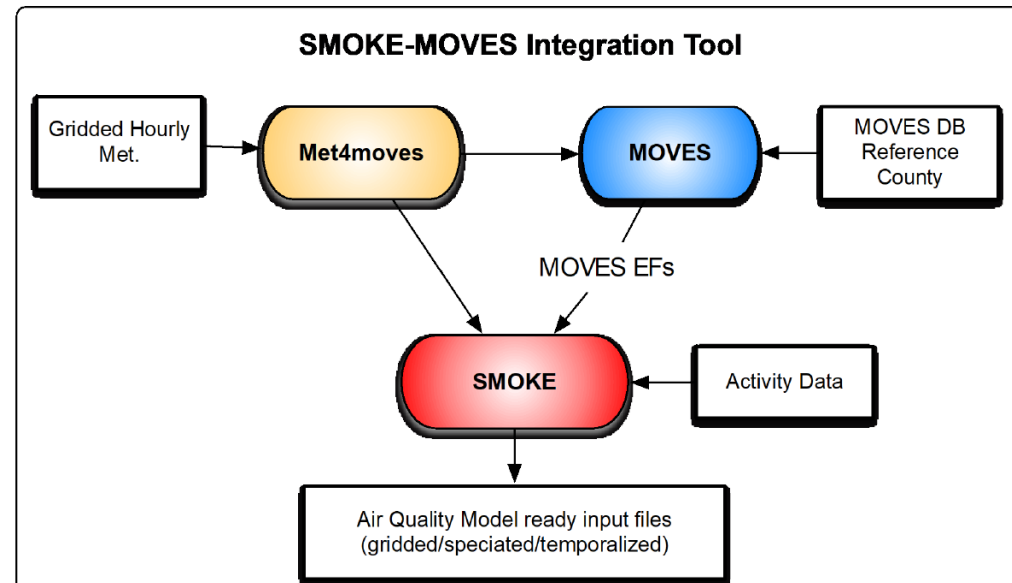 SMOKE-MOVES Integration Tool
Gridded Hourly
Met.
Met4moves
MOVES
MOVES DB
Reference
County
MOVES EFs
SMOKE
Activity Data
Air Quality Model ready input files
(gridded/speciated/temporalized)